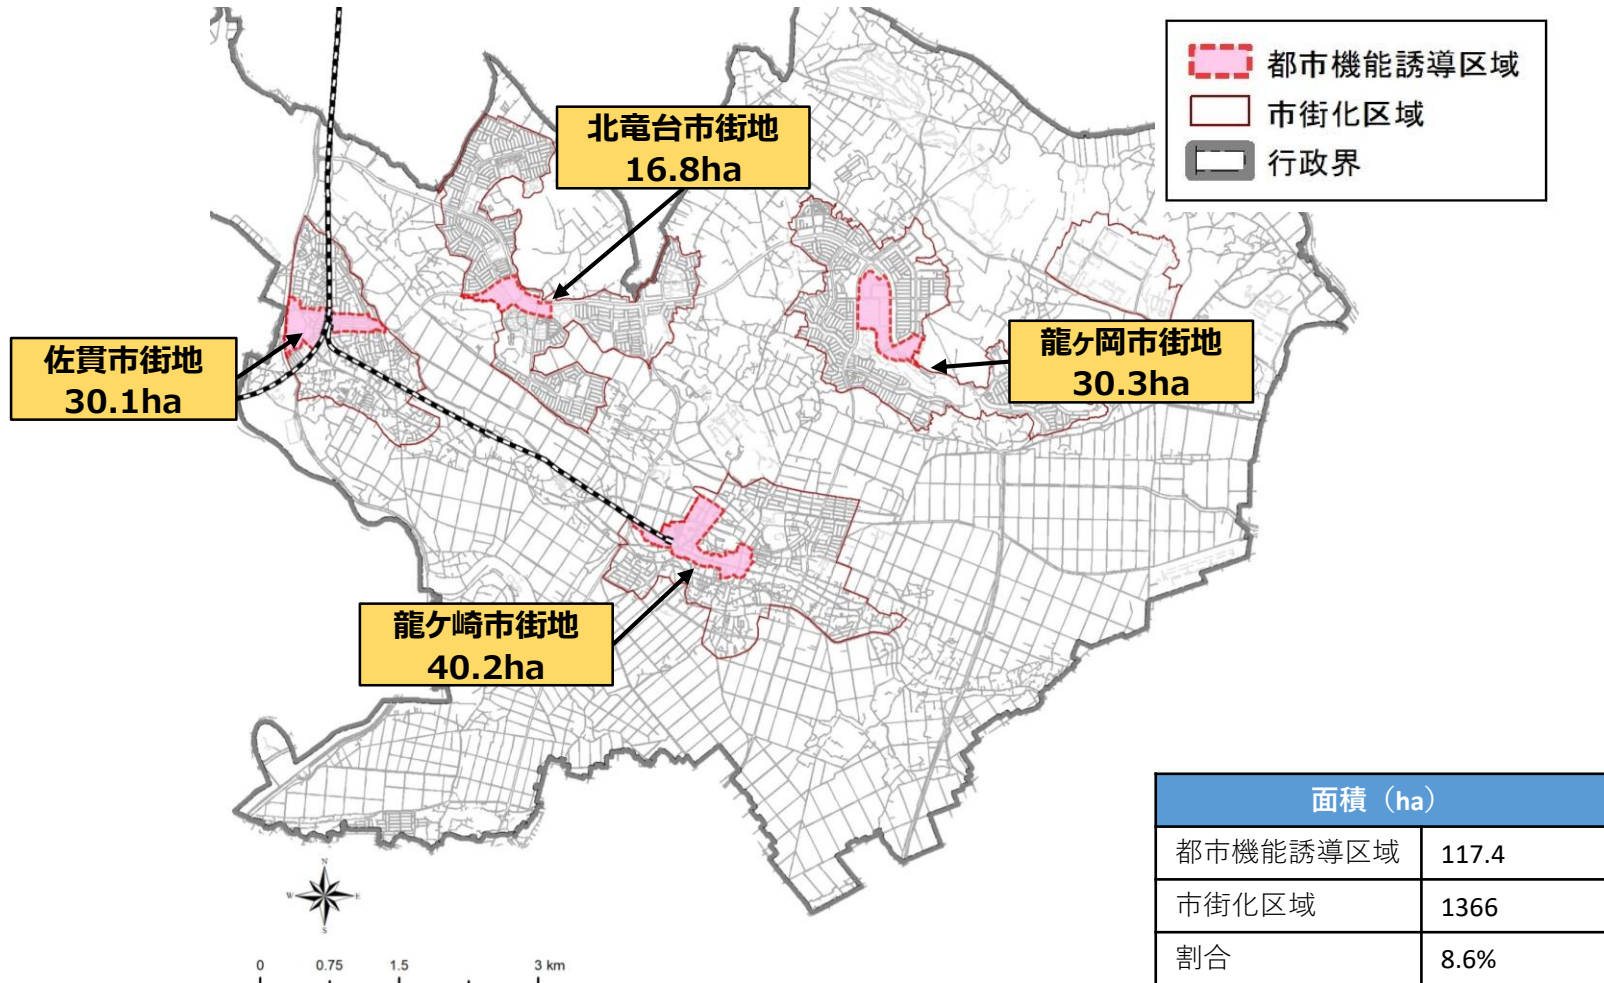 都市機能誘導区域
市街化区域
行政界
北竜台市街地
16.8ha
佐貫市街地
30.1ha
龍ヶ岡市街地
30.3ha
龍ケ崎市街地
40.2ha
面積（ha）
都市機能誘導区域 117.4
市街化区域 1366
割合 8.6%
N
W E
S
0 0.75 1.5 3 km